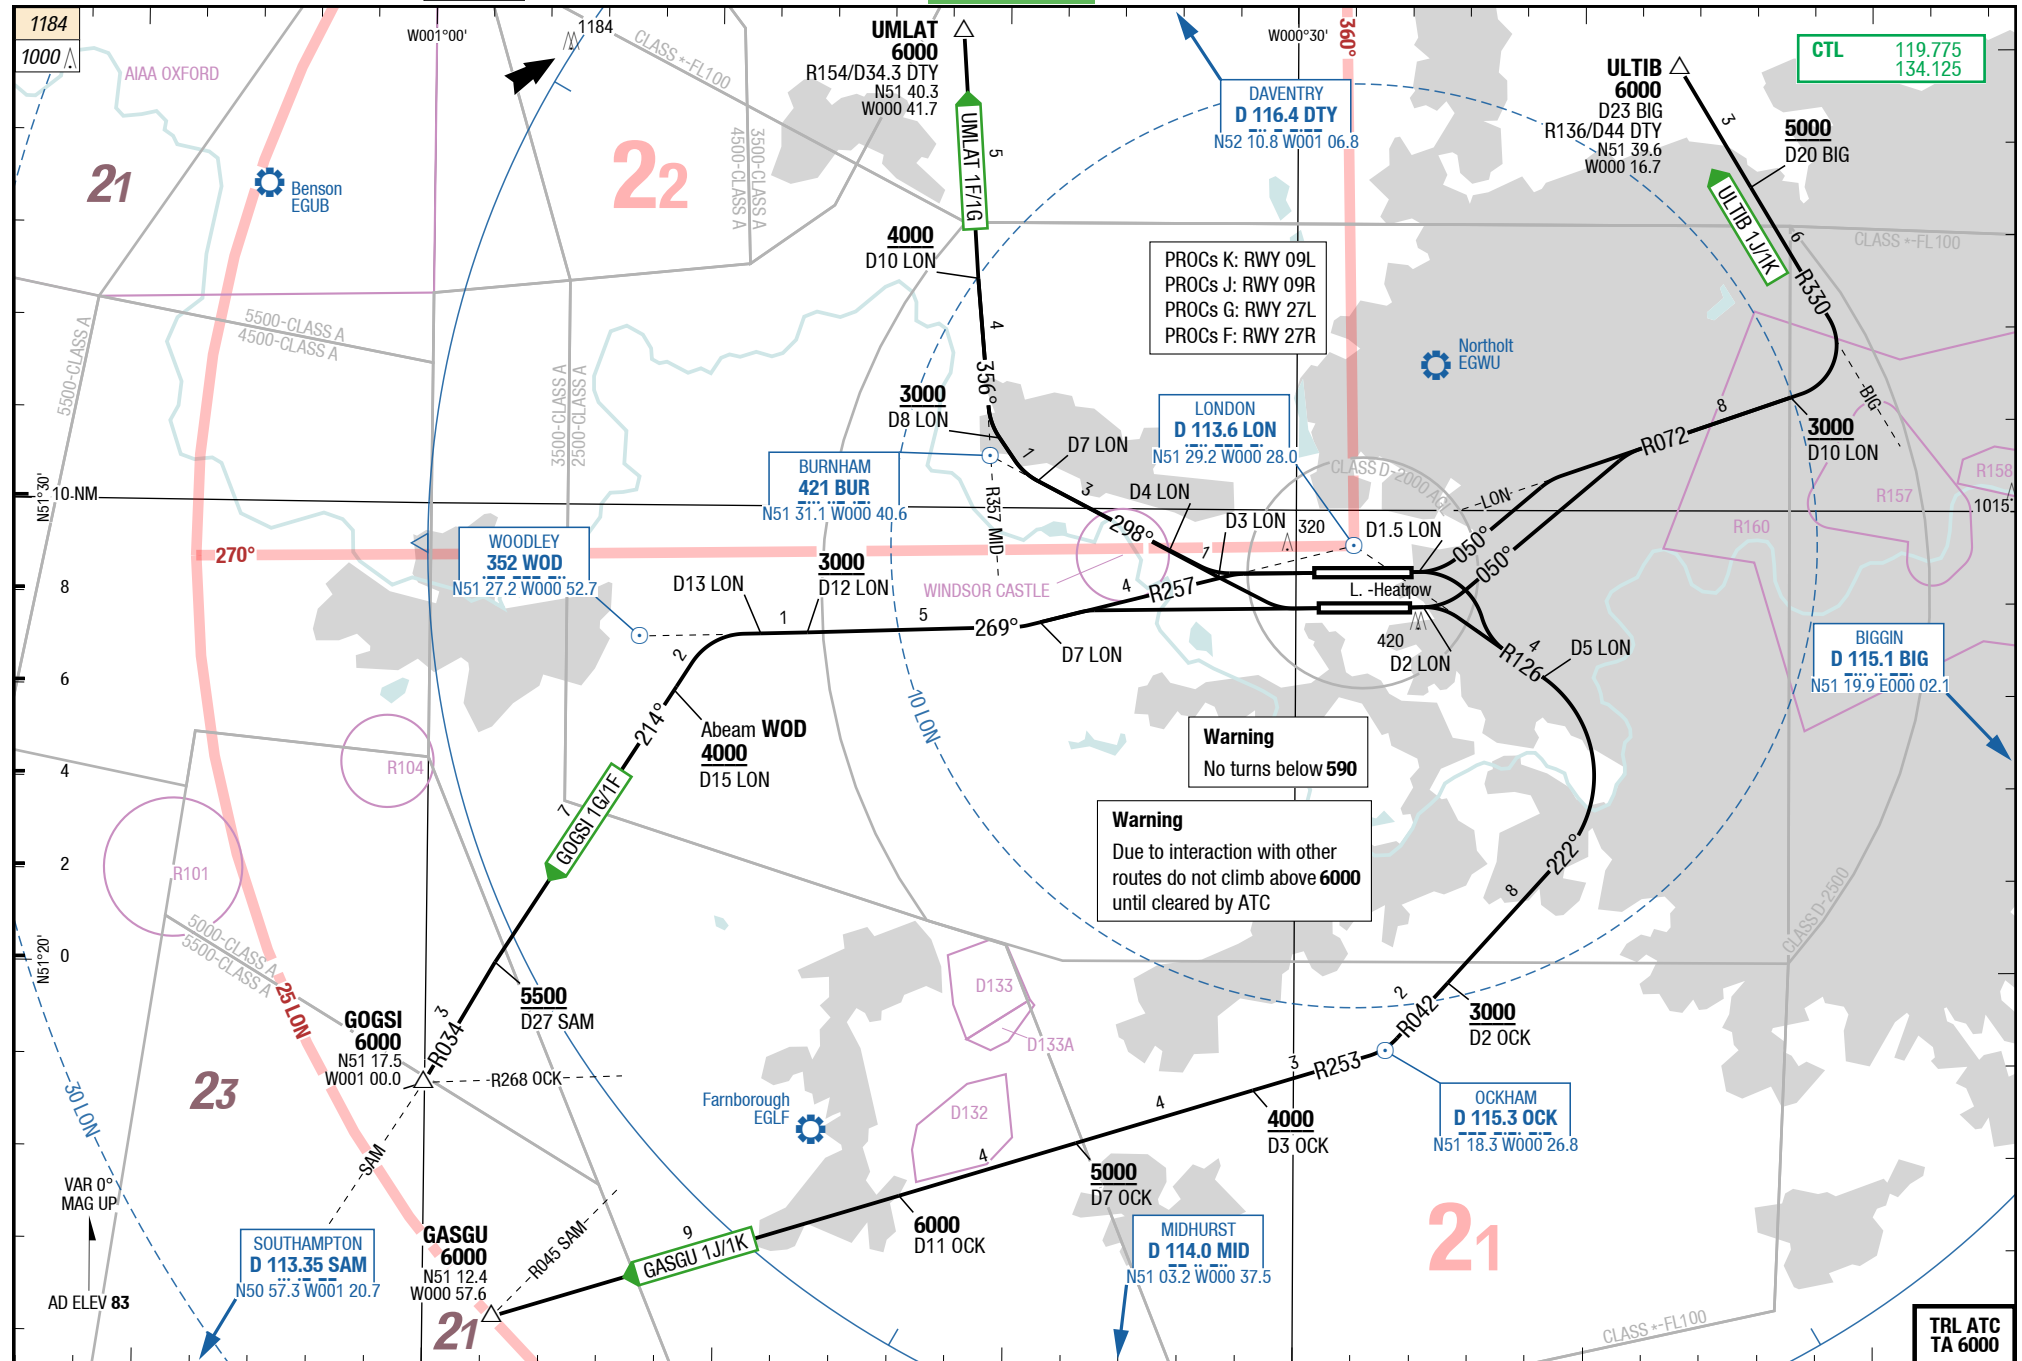 1184
1000
AIAA OXFORD
W001°00'
1184
CLASS *-FL100
UMLAT
6000
R154/D34.3 DTY
N51 40.3
W000 41.7
DAVENTRY
D 116.4 DTY
N52 10.8 W001 06.8
W000°30'
360°
ULTIB
6000
D23 BIG
R136/D44 DTY
N51 39.6
W000 16.7
CTL 119.775
134.125
3
5000
D20 BIG
21
Benson
EGUB
22
4500-CLASS A
3500-CLASS A
UMLAT 1F/1G
5
ULTIB 1J/1K
6
R330
CLASS *-FL100
4000
D10 LON
PROCs K: RWY 09L
PROCs J: RWY 09R
PROCs G: RWY 27L
PROCs F: RWY 27R
5500-CLASS A
5500-CLASS A
4500-CLASS A
3500-CLASS A
2500-CLASS A
4
356°
Northolt
EGWU
3000
D8 LON
LONDON
D 113.6 LON
N51 29.2 W000 28.0
D7 LON
1
8
R072
BIG
3000
D10 LON
BURNHAM
421 BUR
N51 31.1 W000 40.6
CLASS D-2000 AGL
R158
R157
R160
1015
N51°30'
10 NM
3
D4 LON
R357 MID
298°
D3 LON
320
D1.5 LON
LON
050°
050°
WOODLEY
352 WOD
N51 27.2 W000 52.7
270°
1
WINDSOR CASTLE
4
R257
L. -Heatrow
8
D13 LON
3000
D12 LON
1
5
269°
D7 LON
420
D2 LON
4
R126
D5 LON
BIGGIN
D 115.1 BIG
N51 19.9 E000 02.1
6
2
214°
Abeam WOD
4000
D15 LON
10 LON
Warning
No turns below 590
4
R104
7
GOGSI 1G/1F
Warning
Due to interaction with other
routes do not climb above 6000
until cleared by ATC
222°
8
2
R101
5000-CLASS A
5500-CLASS A
CLASS D-2500
N51°20'
0
25 LON
5500
D27 SAM
D133
D133A
2
R042
3000
D2 OCK
GOGSI
6000
N51 17.5
W001 00.0
3
R034
R268 OCK
3
R253
23
30 LON
Farnborough
EGLF
D132
4
4000
D3 OCK
OCKHAM
D 115.3 OCK
N51 18.3 W000 26.8
SAM
4
5000
D7 OCK
VAR 0°
MAG UP
SOUTHAMPTON
D 113.35 SAM
N50 57.3 W001 20.7
GASGU
6000
N51 12.4
W000 57.6
R045 SAM
9
GASGU 1J/1K
6000
D11 OCK
MIDHURST
D 114.0 MID
N51 03.2 W000 37.5
21
AD ELEV 83
21
CLASS *-FL100
TRL ATC
TA 6000